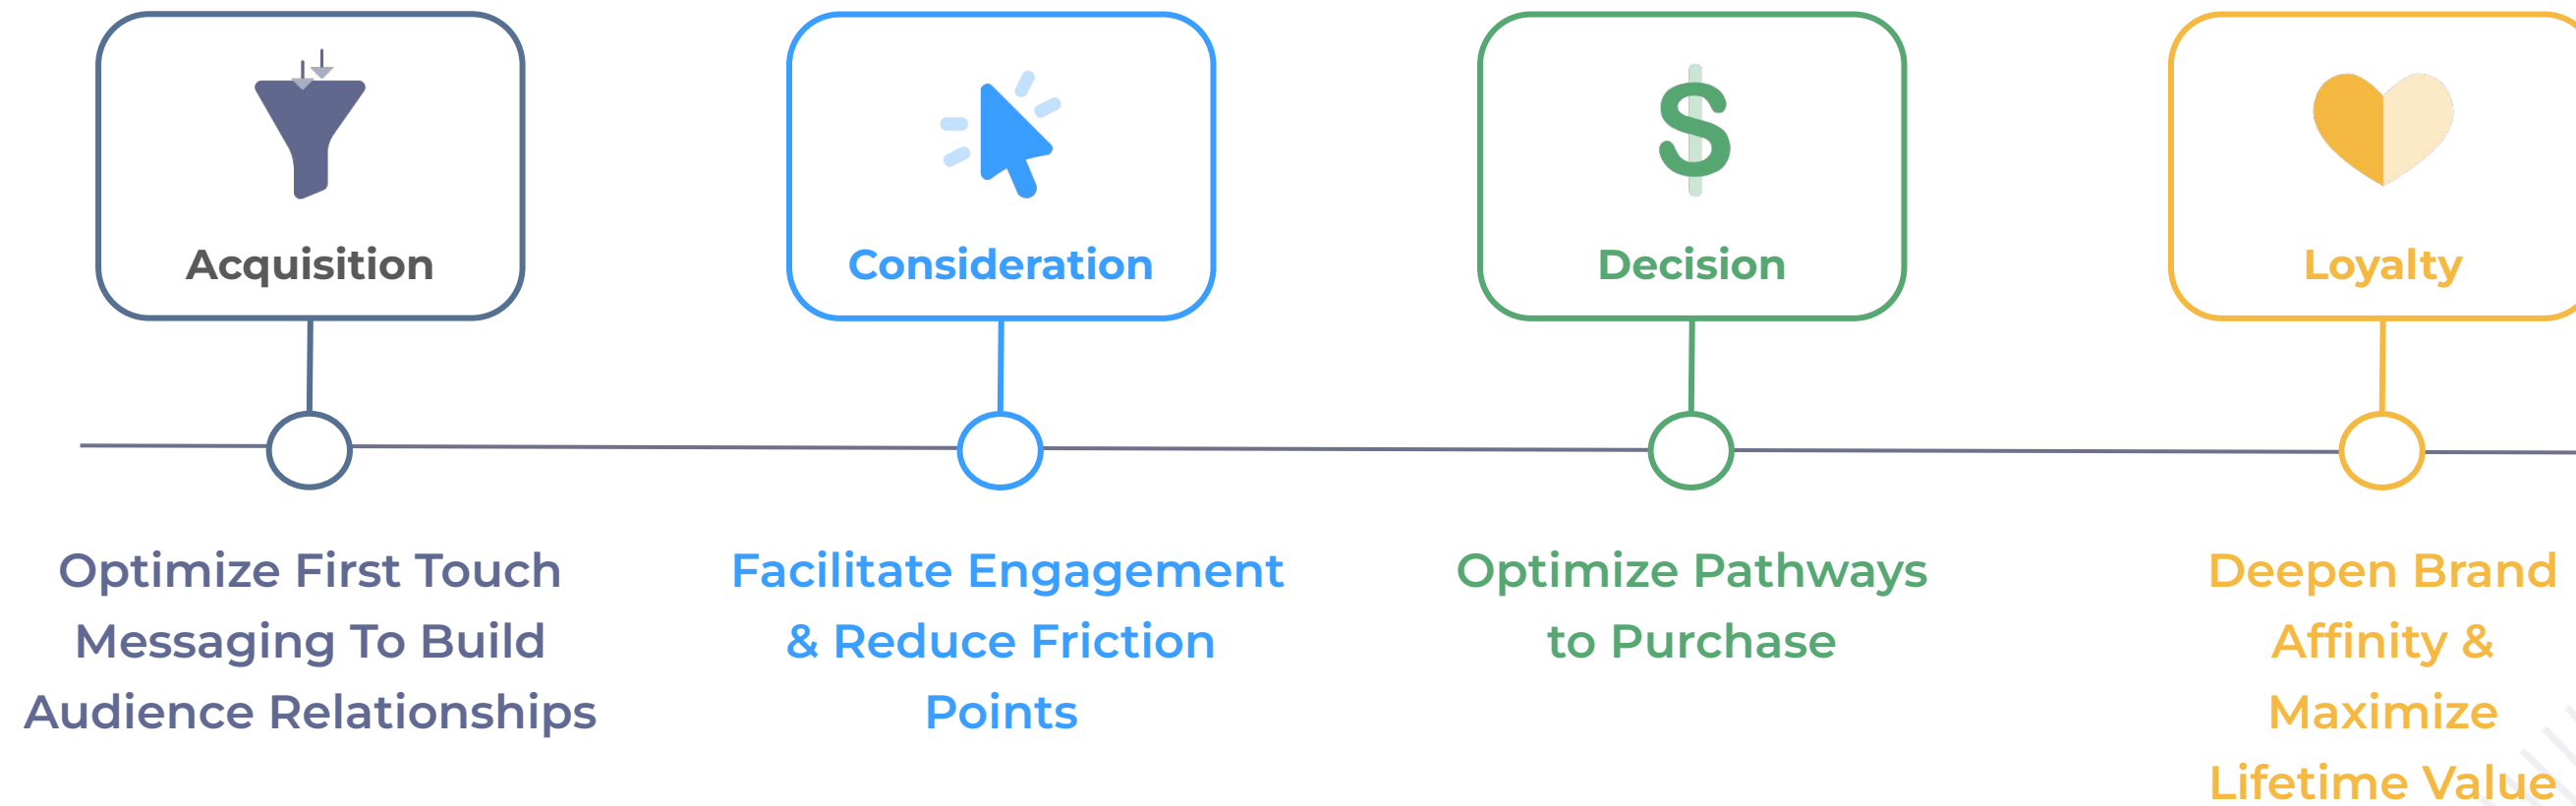 Acquisition
Consideration
Decision
Loyalty
Optimize First Touch
Messaging To Build
Audience Relationships
Facilitate Engagement
& Reduce Friction
Points
Optimize Pathways
to Purchase
Deepen Brand
Affinity &
Maximize
Lifetime Value